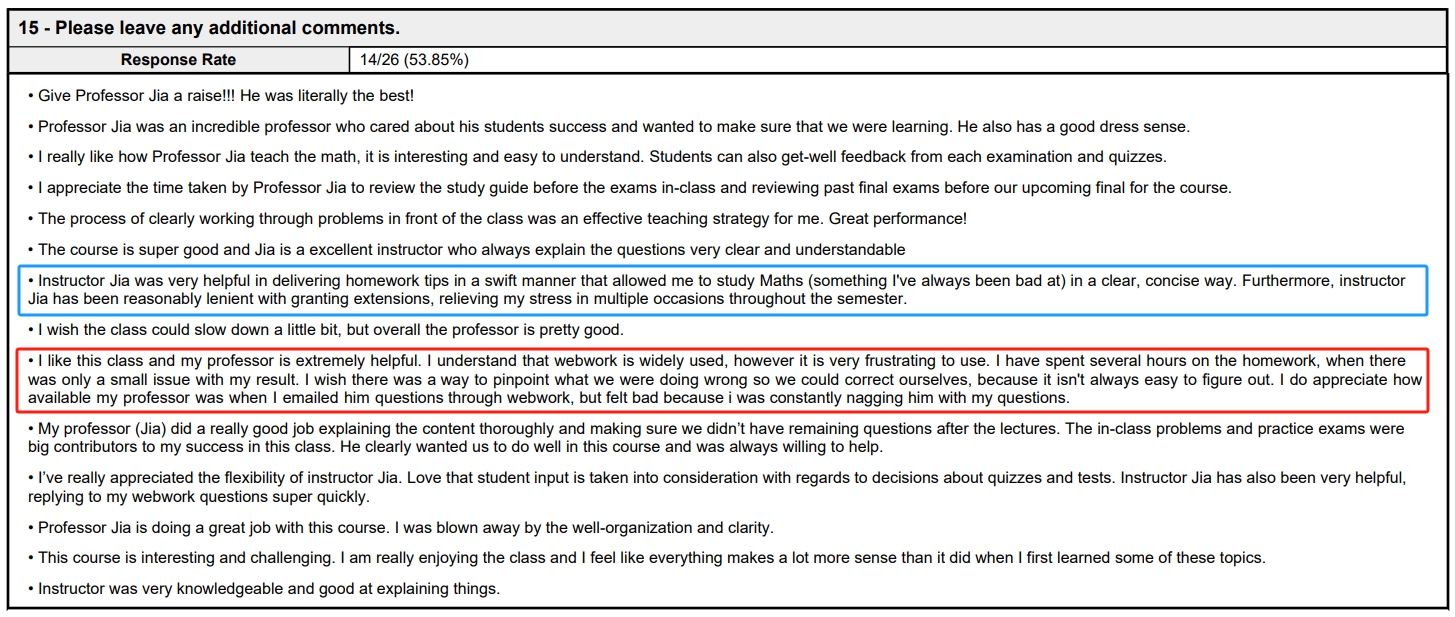 15 - Please leave any additional comments.
Response Rate
14/26 (53.85%)
• Give Professor Jia a raise!!! He was literally the best!
• Professor Jia was an incredible professor who cared about his students success and wanted to make sure that we were learning. He also has a good dress sense.
• I really like how Professor Jia teach the math, it is interesting and easy to understand. Students can also get-well feedback from each examination and quizzes.
• I appreciate the time taken by Professor Jia to review the study guide before the exams in-class and reviewing past final exams before our upcoming final for the course.
• The process of clearly working through problems in front of the class was an effective teaching strategy for me. Great performance!
• The course is super good and Jia is a excellent instructor who always explain the questions very clear and understandable
• Instructor Jia was very helpful in delivering homework tips in a swift manner that allowed me to study Maths (something I've always been bad at) in a clear, concise way. Furthermore, instructor
Jia has been reasonably lenient with granting extensions, relieving my stress in multiple occasions throughout the semester.
• I wish the class could slow down a little bit, but overall the professor is pretty good.
• I like this class and my professor is extremely helpful. I understand that webwork is widely used, however it is very frustrating to use. I have spent several hours on the homework, when there
was only a small issue with my result. I wish there was a way to pinpoint what we were doing wrong so we could correct ourselves, because it isn't always easy to figure out. I do appreciate how
available my professor was when I emailed him questions through webwork, but felt bad because i was constantly nagging him with my questions.
• My professor (Jia) did a really good job explaining the content thoroughly and making sure we didn’t have remaining questions after the lectures. The in-class problems and practice exams were
big contributors to my success in this class. He clearly wanted us to do well in this course and was always willing to help.
• I’ve really appreciated the flexibility of instructor Jia. Love that student input is taken into consideration with regards to decisions about quizzes and tests. Instructor Jia has also been very helpful,
replying to my webwork questions super quickly.
• Professor Jia is doing a great job with this course. I was blown away by the well-organization and clarity.
• This course is interesting and challenging. I am really enjoying the class and I feel like everything makes a lot more sense than it did when I first learned some of these topics.
• Instructor was very knowledgeable and good at explaining things.